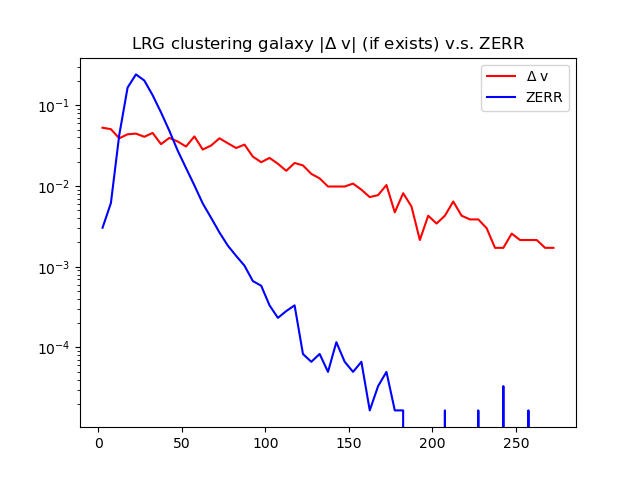 LRG clustering galaxy |Δ v| (if exists) v.s. ZERR
Δ v
ZERR
10⁻¹
10⁻²
10⁻³
10⁻⁴
0 50 100 150 200 250